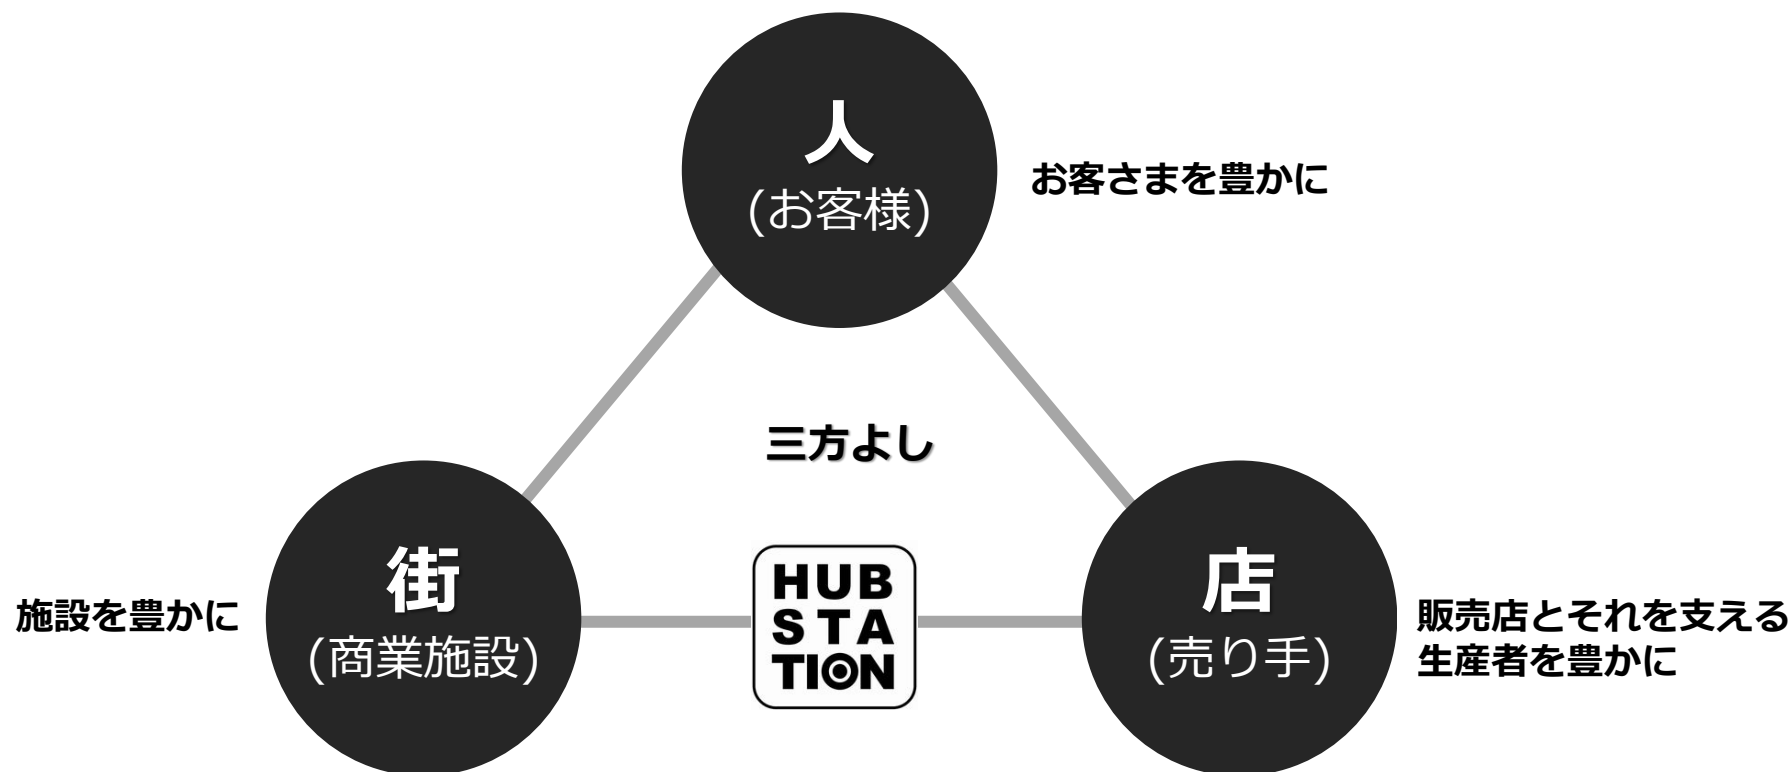 人
(お客様)
お客さまを豊かに
三方よし
街
(商業施設)
施設を豊かに
HUB
STA
TION
店
(売り手)
販売店とそれを支える
生産者を豊かに